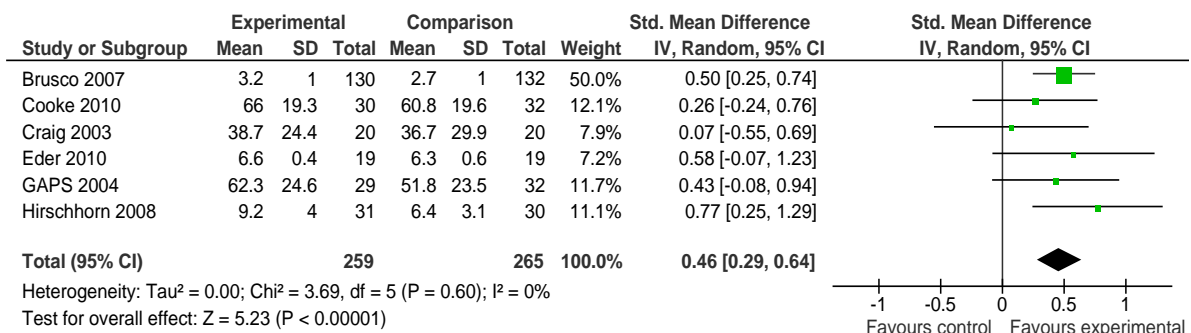 Experimental Comparison Std. Mean Difference Std. Mean Difference
Study or Subgroup Mean SD Total Mean SD Total Weight IV, Random, 95% CI IV, Random, 95% CI
Brusco 2007 3.2 1 130 2.7 1 132 50.0% 0.50 [0.25, 0.74]
Cooke 2010 66 19.3 30 60.8 19.6 32 12.1% 0.26 [-0.24, 0.76]
Craig 2003 38.7 24.4 20 36.7 29.9 20 7.9% 0.07 [-0.55, 0.69]
Eder 2010 6.6 0.4 19 6.3 0.6 19 7.2% 0.58 [-0.07, 1.23]
GAPS 2004 62.3 24.6 29 51.8 23.5 32 11.7% 0.43 [-0.08, 0.94]
Hirschhorn 2008 9.2 4 31 6.4 3.1 30 11.1% 0.77 [0.25, 1.29]
Total (95% CI) 259 265 100.0% 0.46 [0.29, 0.64]
Heterogeneity: Tau² = 0.00; Chi² = 3.69, df = 5 (P = 0.60); I² = 0%
Test for overall effect: Z = 5.23 (P < 0.00001)
-1 -0.5 0 0.5 1
Favours control Favours experimental